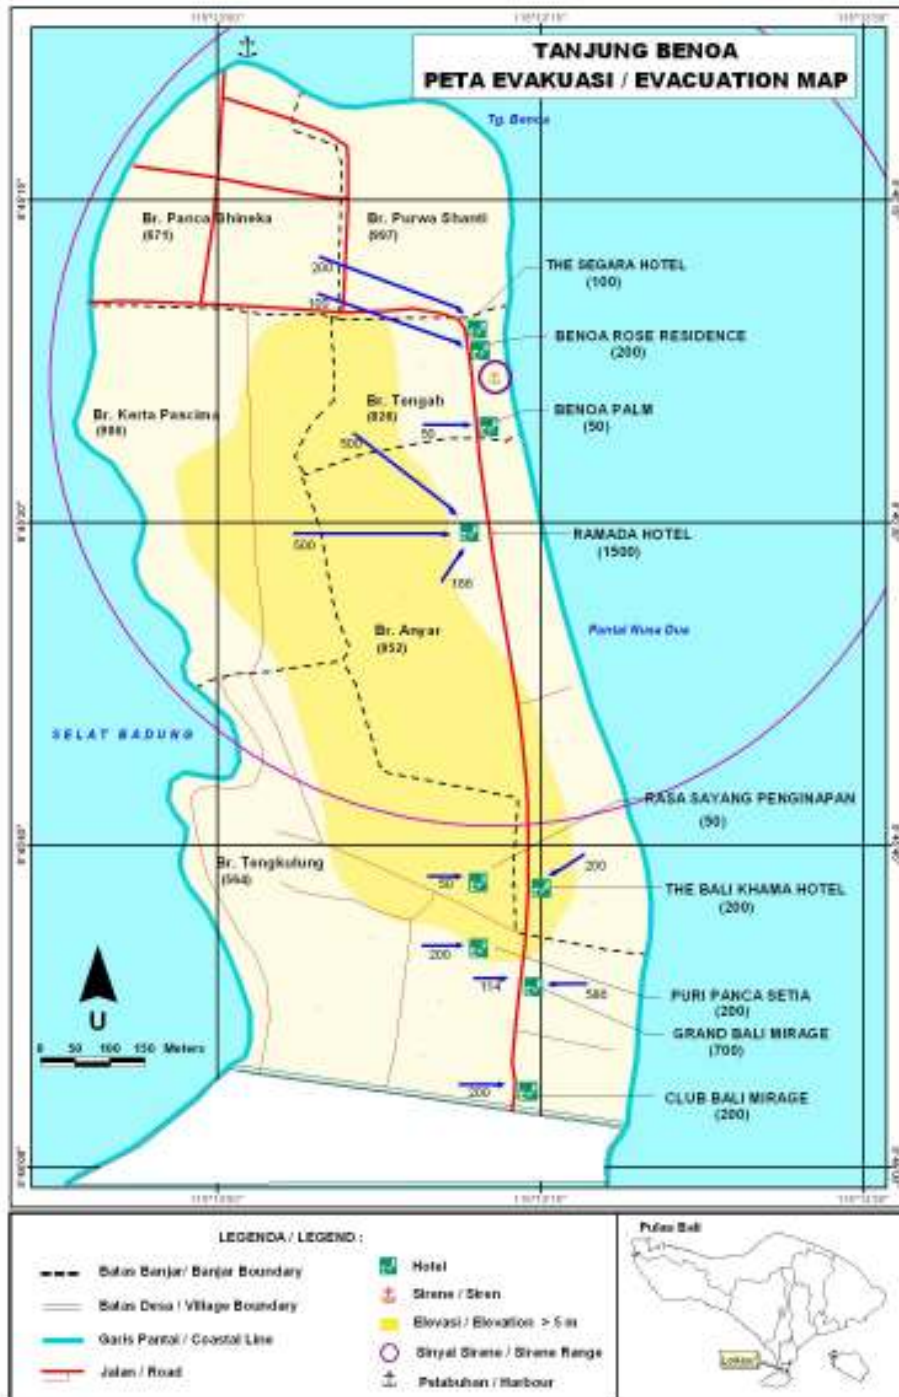 TANJUNG BENOA
PETA EVAKUASI / EVACUATION MAP
Tg. Benoa
Br. Panca Bhineka
(671)
Br. Purwa Shanti
(997)
200
100
THE SEGARA HOTEL
(100)
BENOA ROSE RESIDENCE
(200)
Br. Kerta Pascima
Br. Tengah
50
BENOA PALM
(50)
500
500
RAMADA HOTEL
(1500)
Br. Anyar
(852)
Pantai Nusa Dua
SELAT BADUNG
RASA SAYANG PENGINAPAN
(50)
Br. Tengkulung
(564)
50
200
THE BALI KHAMA HOTEL
(200)
200
114
586
PURI PANCA SETIA
(200)
GRAND BALI MIRAGE
(700)
200
CLUB BALI MIRAGE
(200)
U
0 50 100 150 Meters
LEGENDA / LEGEND :
Batas Banjar/ Banjar Boundary
Batas Desa / Village Boundary
Garis Pantai / Coastal Line
Jalan / Road
Hotel
Sirene / Siren
Elevasi / Elevation > 5 m
Sinyal Sirene / Sirene Range
Pelabuhan / Harbour
Pulau Bali
Lokasi